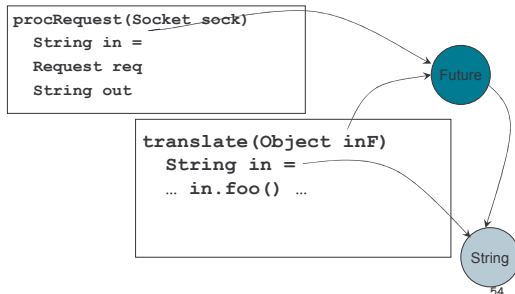 procRequest(Socket sock)
String in =
Request req
String out
Future
translate(Object inF)
String in =
… in.foo() …
String
54